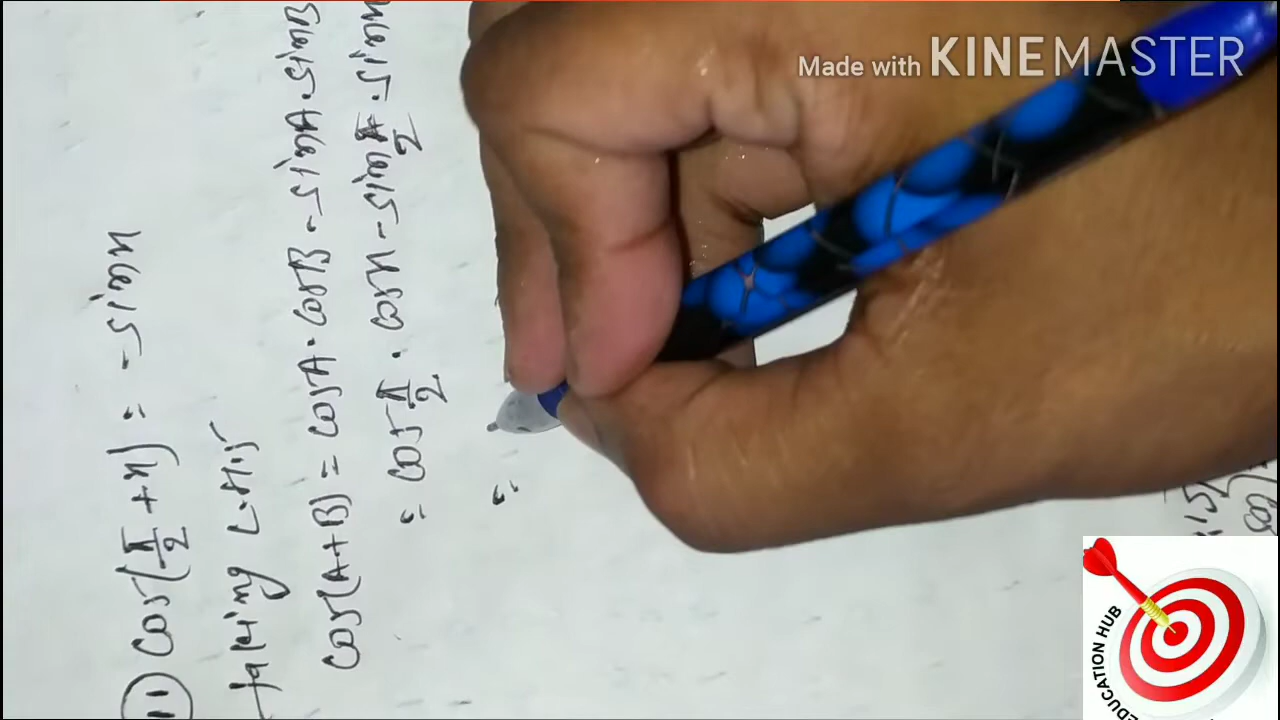 (11) cos(π/2 + x) = - sin x
Taking L.H.S
cos(A+B) = cosA . cosB - sinA . sinB
= cos π/2 . cos x - sin π/2 . sin x
=
Made with KINEMASTER
EDUCATION HUB